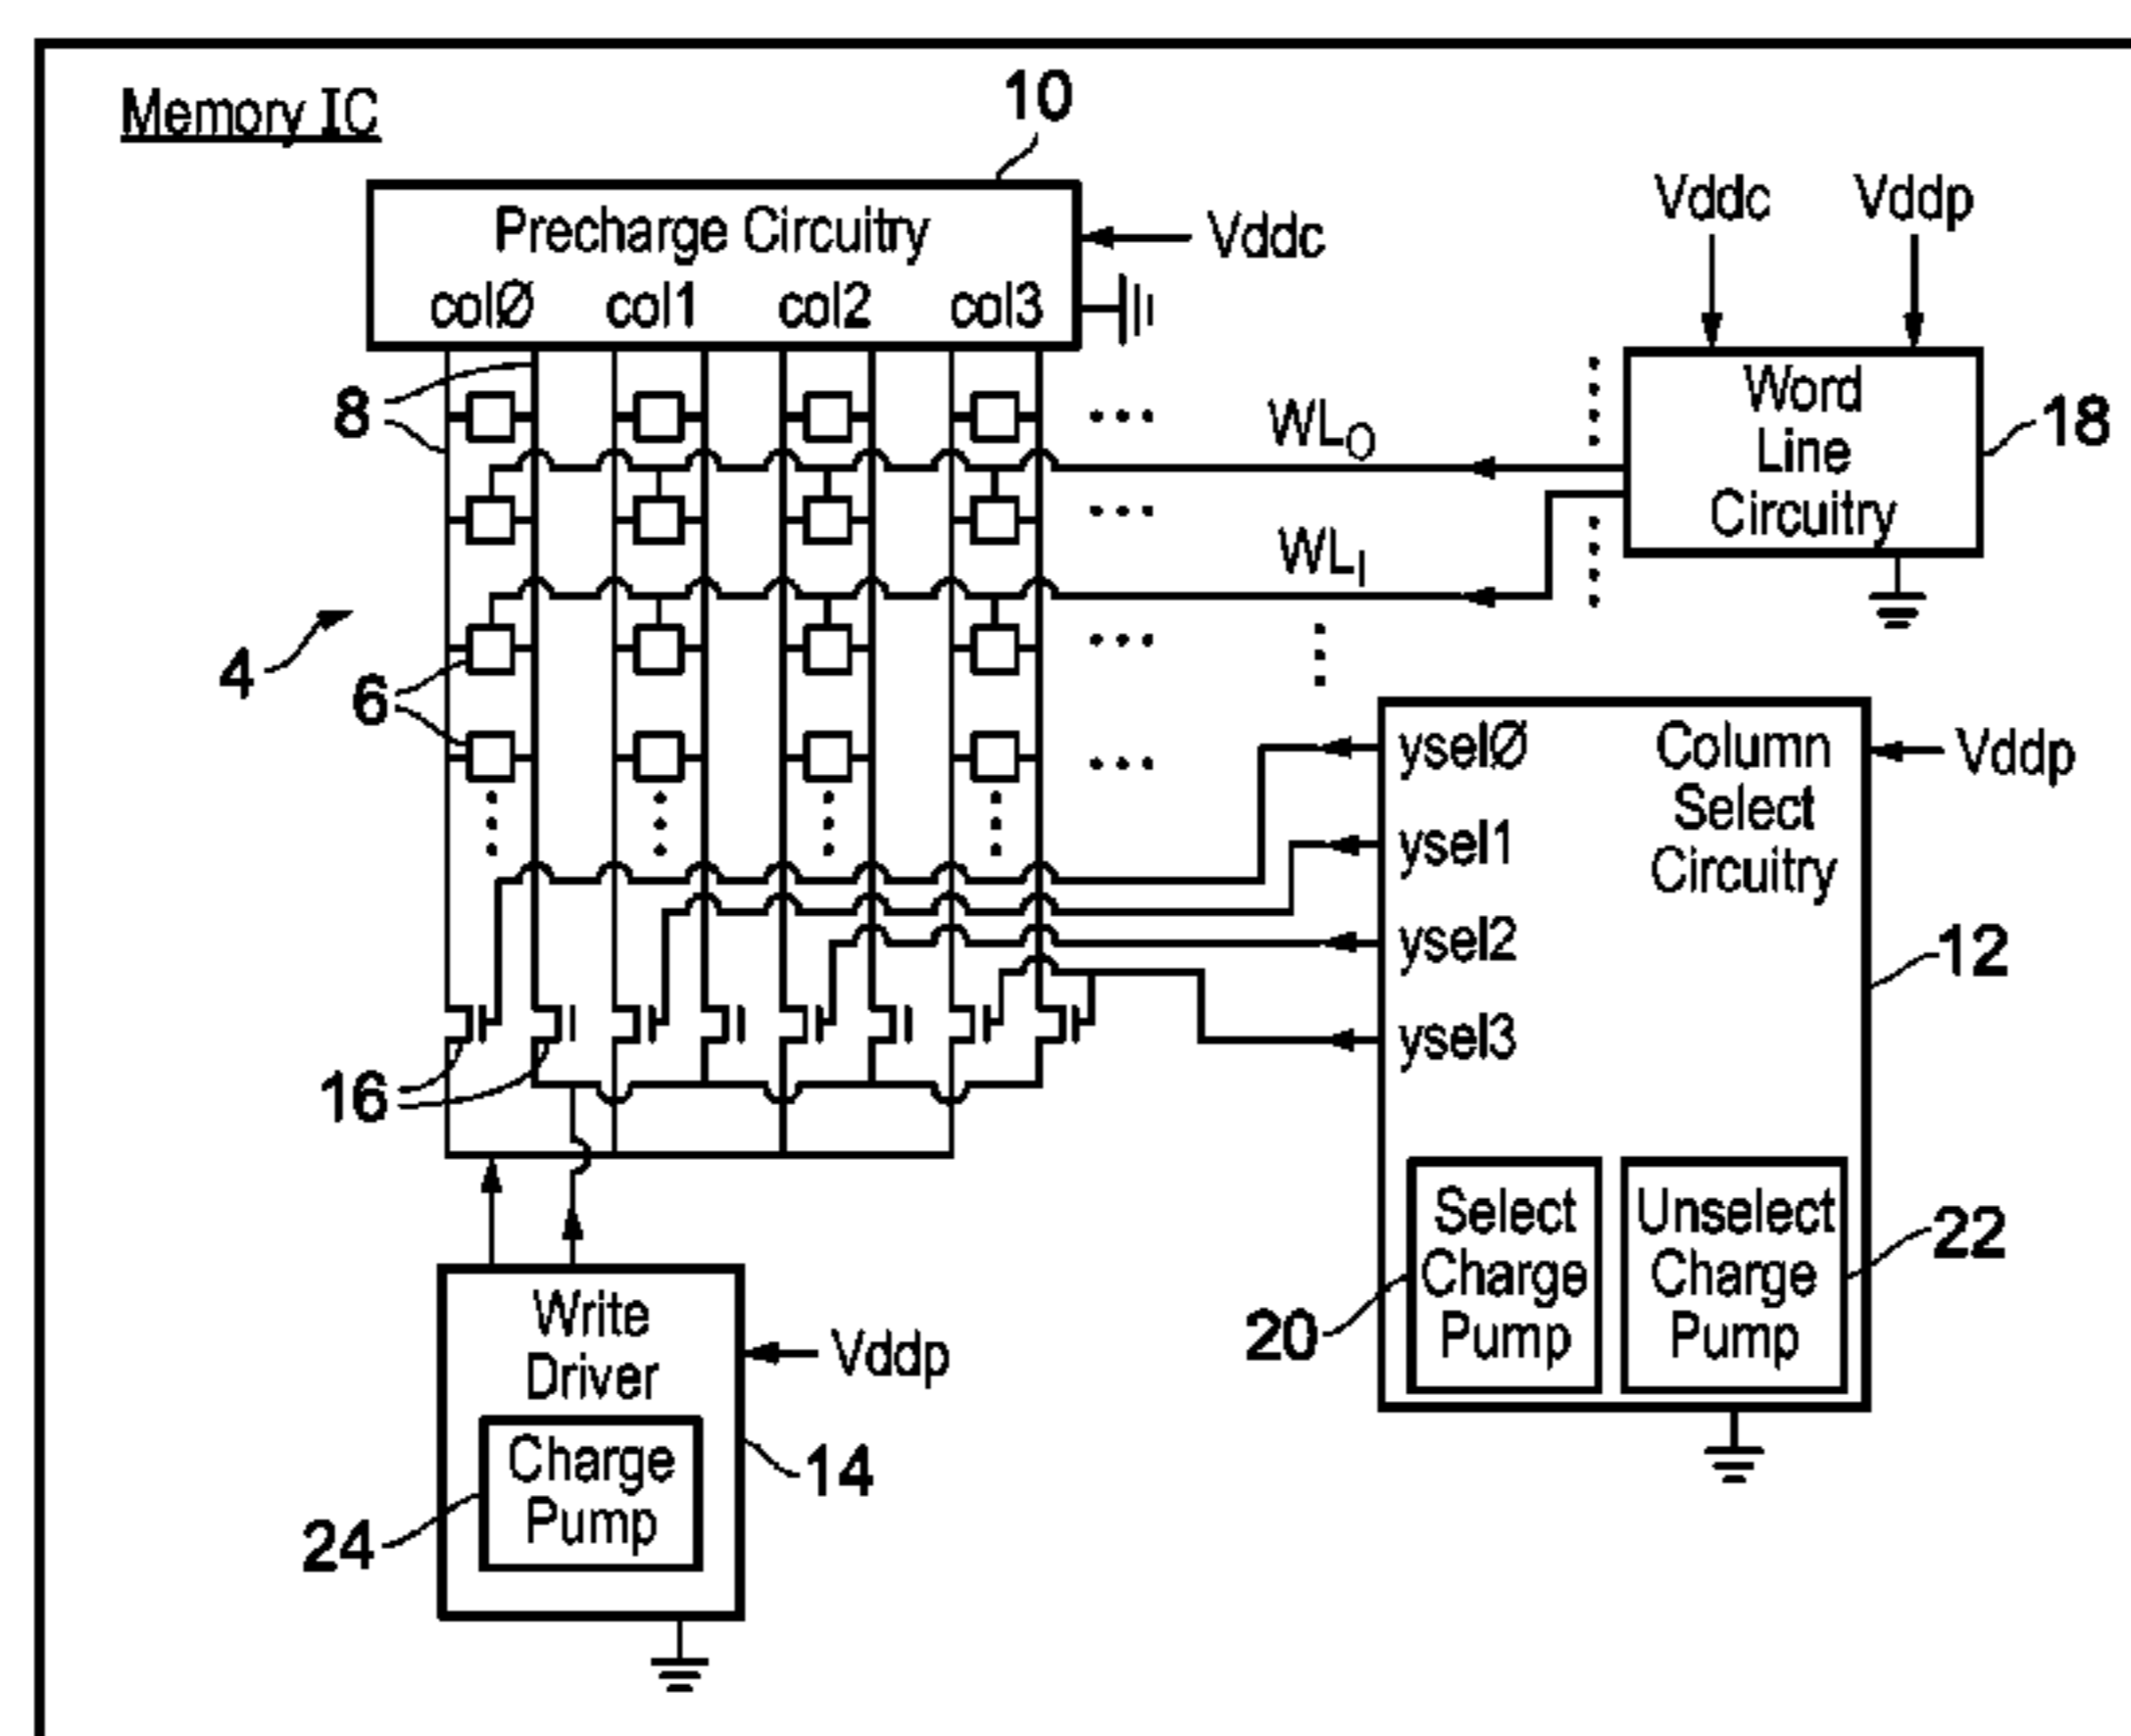 Memory IC
10
Precharge Circuitry
colØ col1 col2 col3
Vddc
Vddc Vddp
8
WLO
Word
Line
Circuitry
18
WLI
4
6
yselØ
ysel1
ysel2
ysel3
Column
Select
Circuitry
Vddp
12
16
Select
Charge
Pump
20
Unselect
Charge
Pump
22
Write
Driver
Vddp
Charge
Pump
14
24